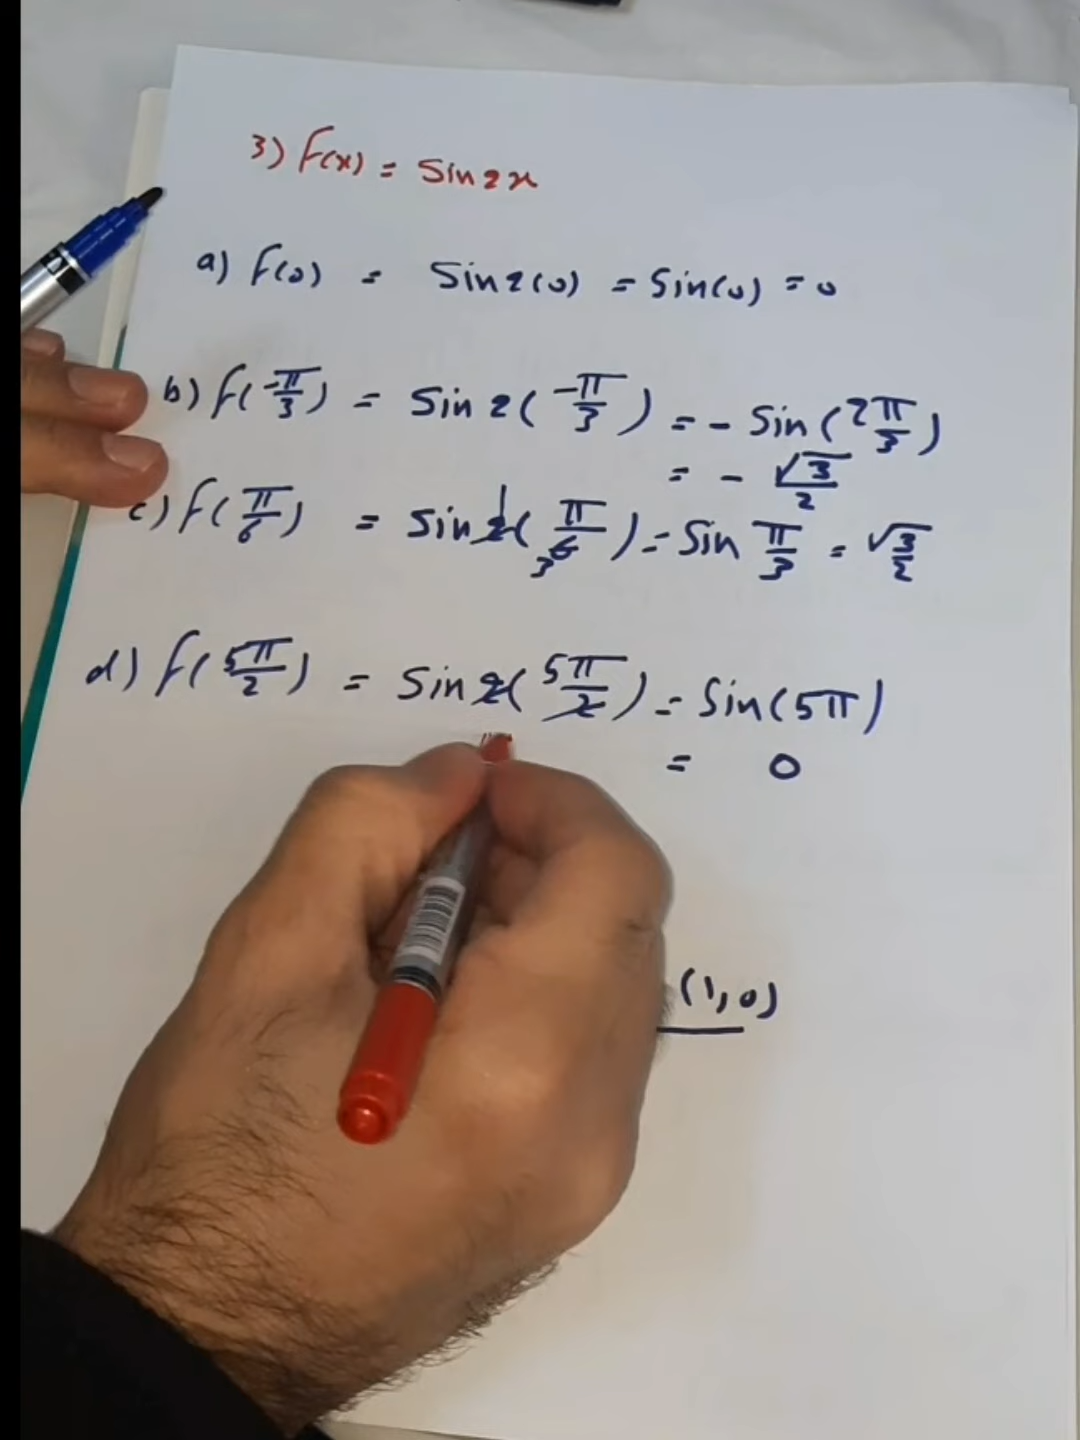 3) f(x) = Sin 2x
a) f(0) = Sin 2(0) = Sin(0) = 0
b) f(-π/3) = Sin 2(-π/3) = - Sin(2π/3)
= - √3/2
c) f(π/6) = Sin 2(π/6) = Sin π/3 = √3/2
1
3
d) f(5π/2) = Sin 2(5π/2) = Sin(5π)
= 0
(1,0)